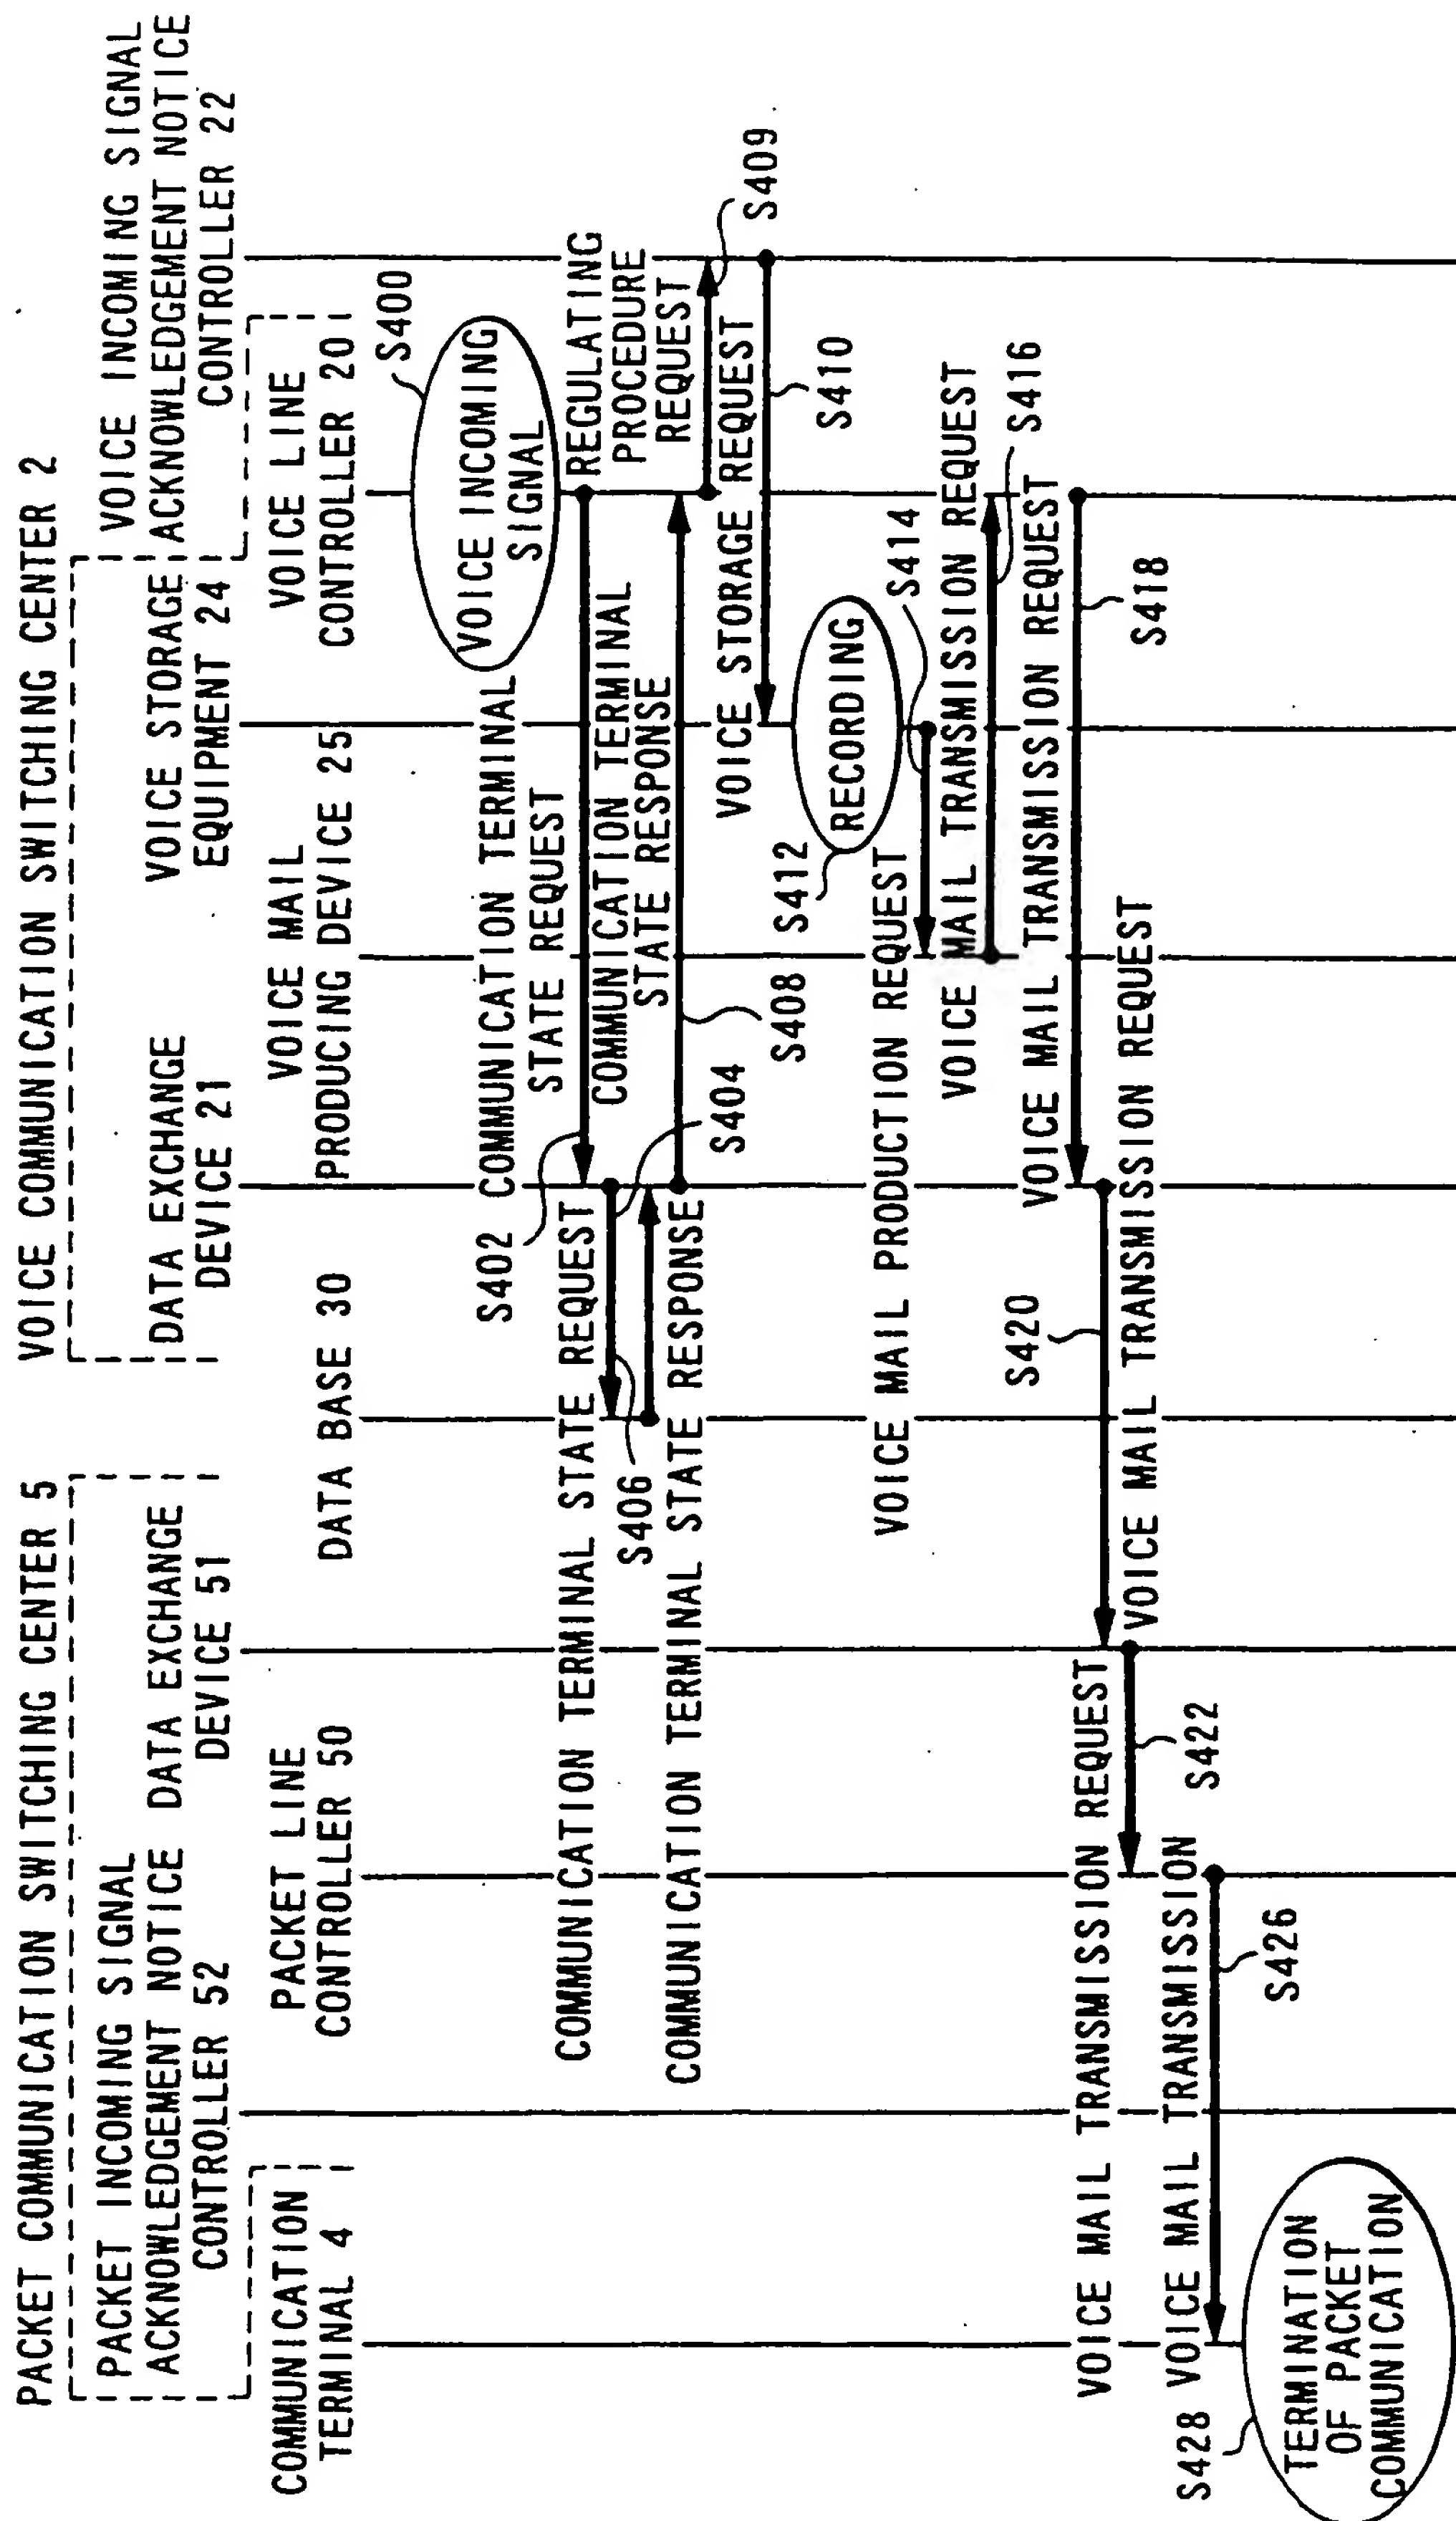 PACKET COMMUNICATION SWITCHING CENTER 5
VOICE COMMUNICATION SWITCHING CENTER 2
PACKET INCOMING SIGNAL
ACKNOWLEDGEMENT NOTICE
CONTROLLER 52
DATA EXCHANGE
DEVICE 51
DATA EXCHANGE
DEVICE 21
VOICE STORAGE
EQUIPMENT 24
VOICE INCOMING SIGNAL
ACKNOWLEDGEMENT NOTICE
CONTROLLER 22
COMMUNICATION
TERMINAL 4
PACKET LINE
CONTROLLER 50
DATA BASE 30
VOICE MAIL
PRODUCING DEVICE 25
VOICE LINE
CONTROLLER 20
S400
VOICE INCOMING
SIGNAL
COMMUNICATION TERMINAL
STATE REQUEST
S402
COMMUNICATION TERMINAL STATE REQUEST
S404
S406
COMMUNICATION TERMINAL STATE RESPONSE
COMMUNICATION TERMINAL
STATE RESPONSE
S408
REGULATING
PROCEDURE
REQUEST
S409
VOICE STORAGE REQUEST
S410
S412
RECORDING
VOICE MAIL PRODUCTION REQUEST
S414
VOICE MAIL TRANSMISSION REQUEST
S416
VOICE MAIL TRANSMISSION REQUEST
S418
S420
VOICE MAIL TRANSMISSION REQUEST
VOICE MAIL TRANSMISSION REQUEST
S422
VOICE MAIL TRANSMISSION
S426
S428
TERMINATION
OF PACKET
COMMUNICATION